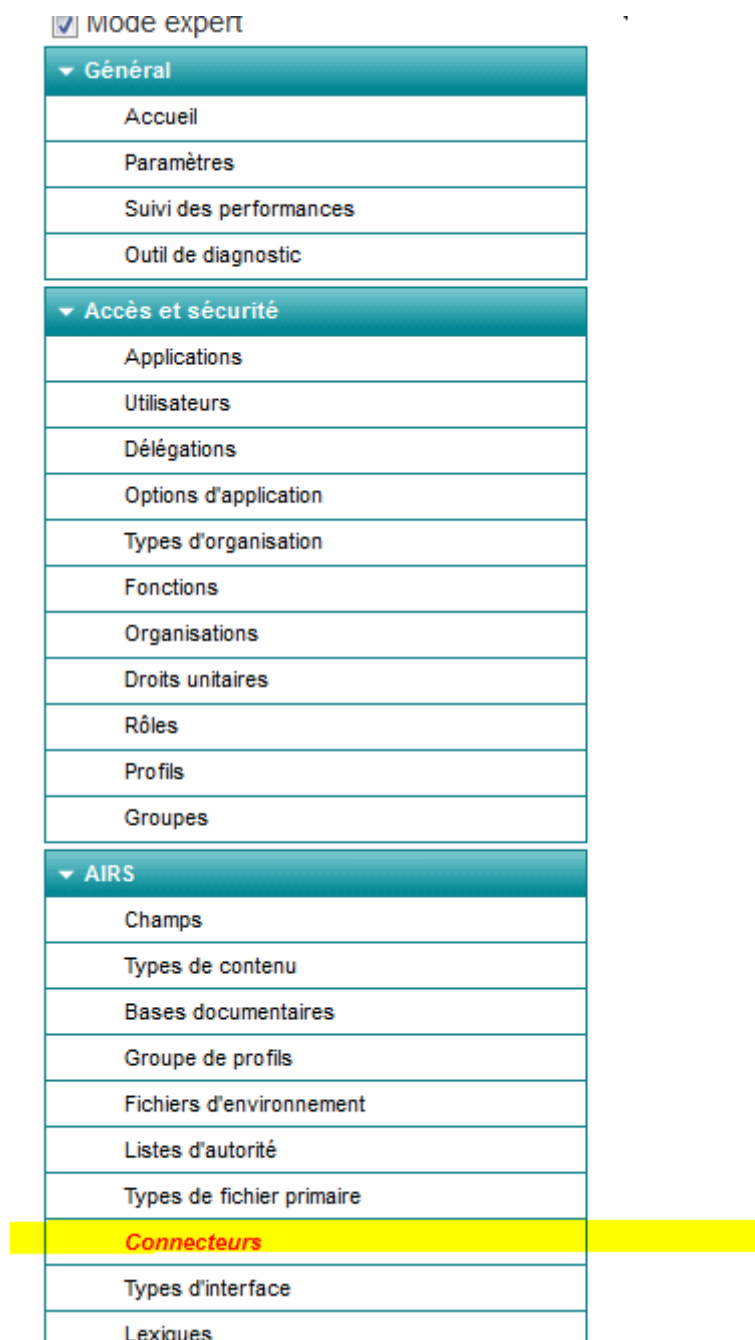 Mode expert
Général
Accueil
Paramètres
Suivi des performances
Outil de diagnostic
Accès et sécurité
Applications
Utilisateurs
Délégations
Options d'application
Types d'organisation
Fonctions
Organisations
Droits unitaires
Rôles
Profils
Groupes
AIRS
Champs
Types de contenu
Bases documentaires
Groupe de profils
Fichiers d'environnement
Listes d'autorité
Types de fichier primaire
Connecteurs
Types d'interface
Lexiques